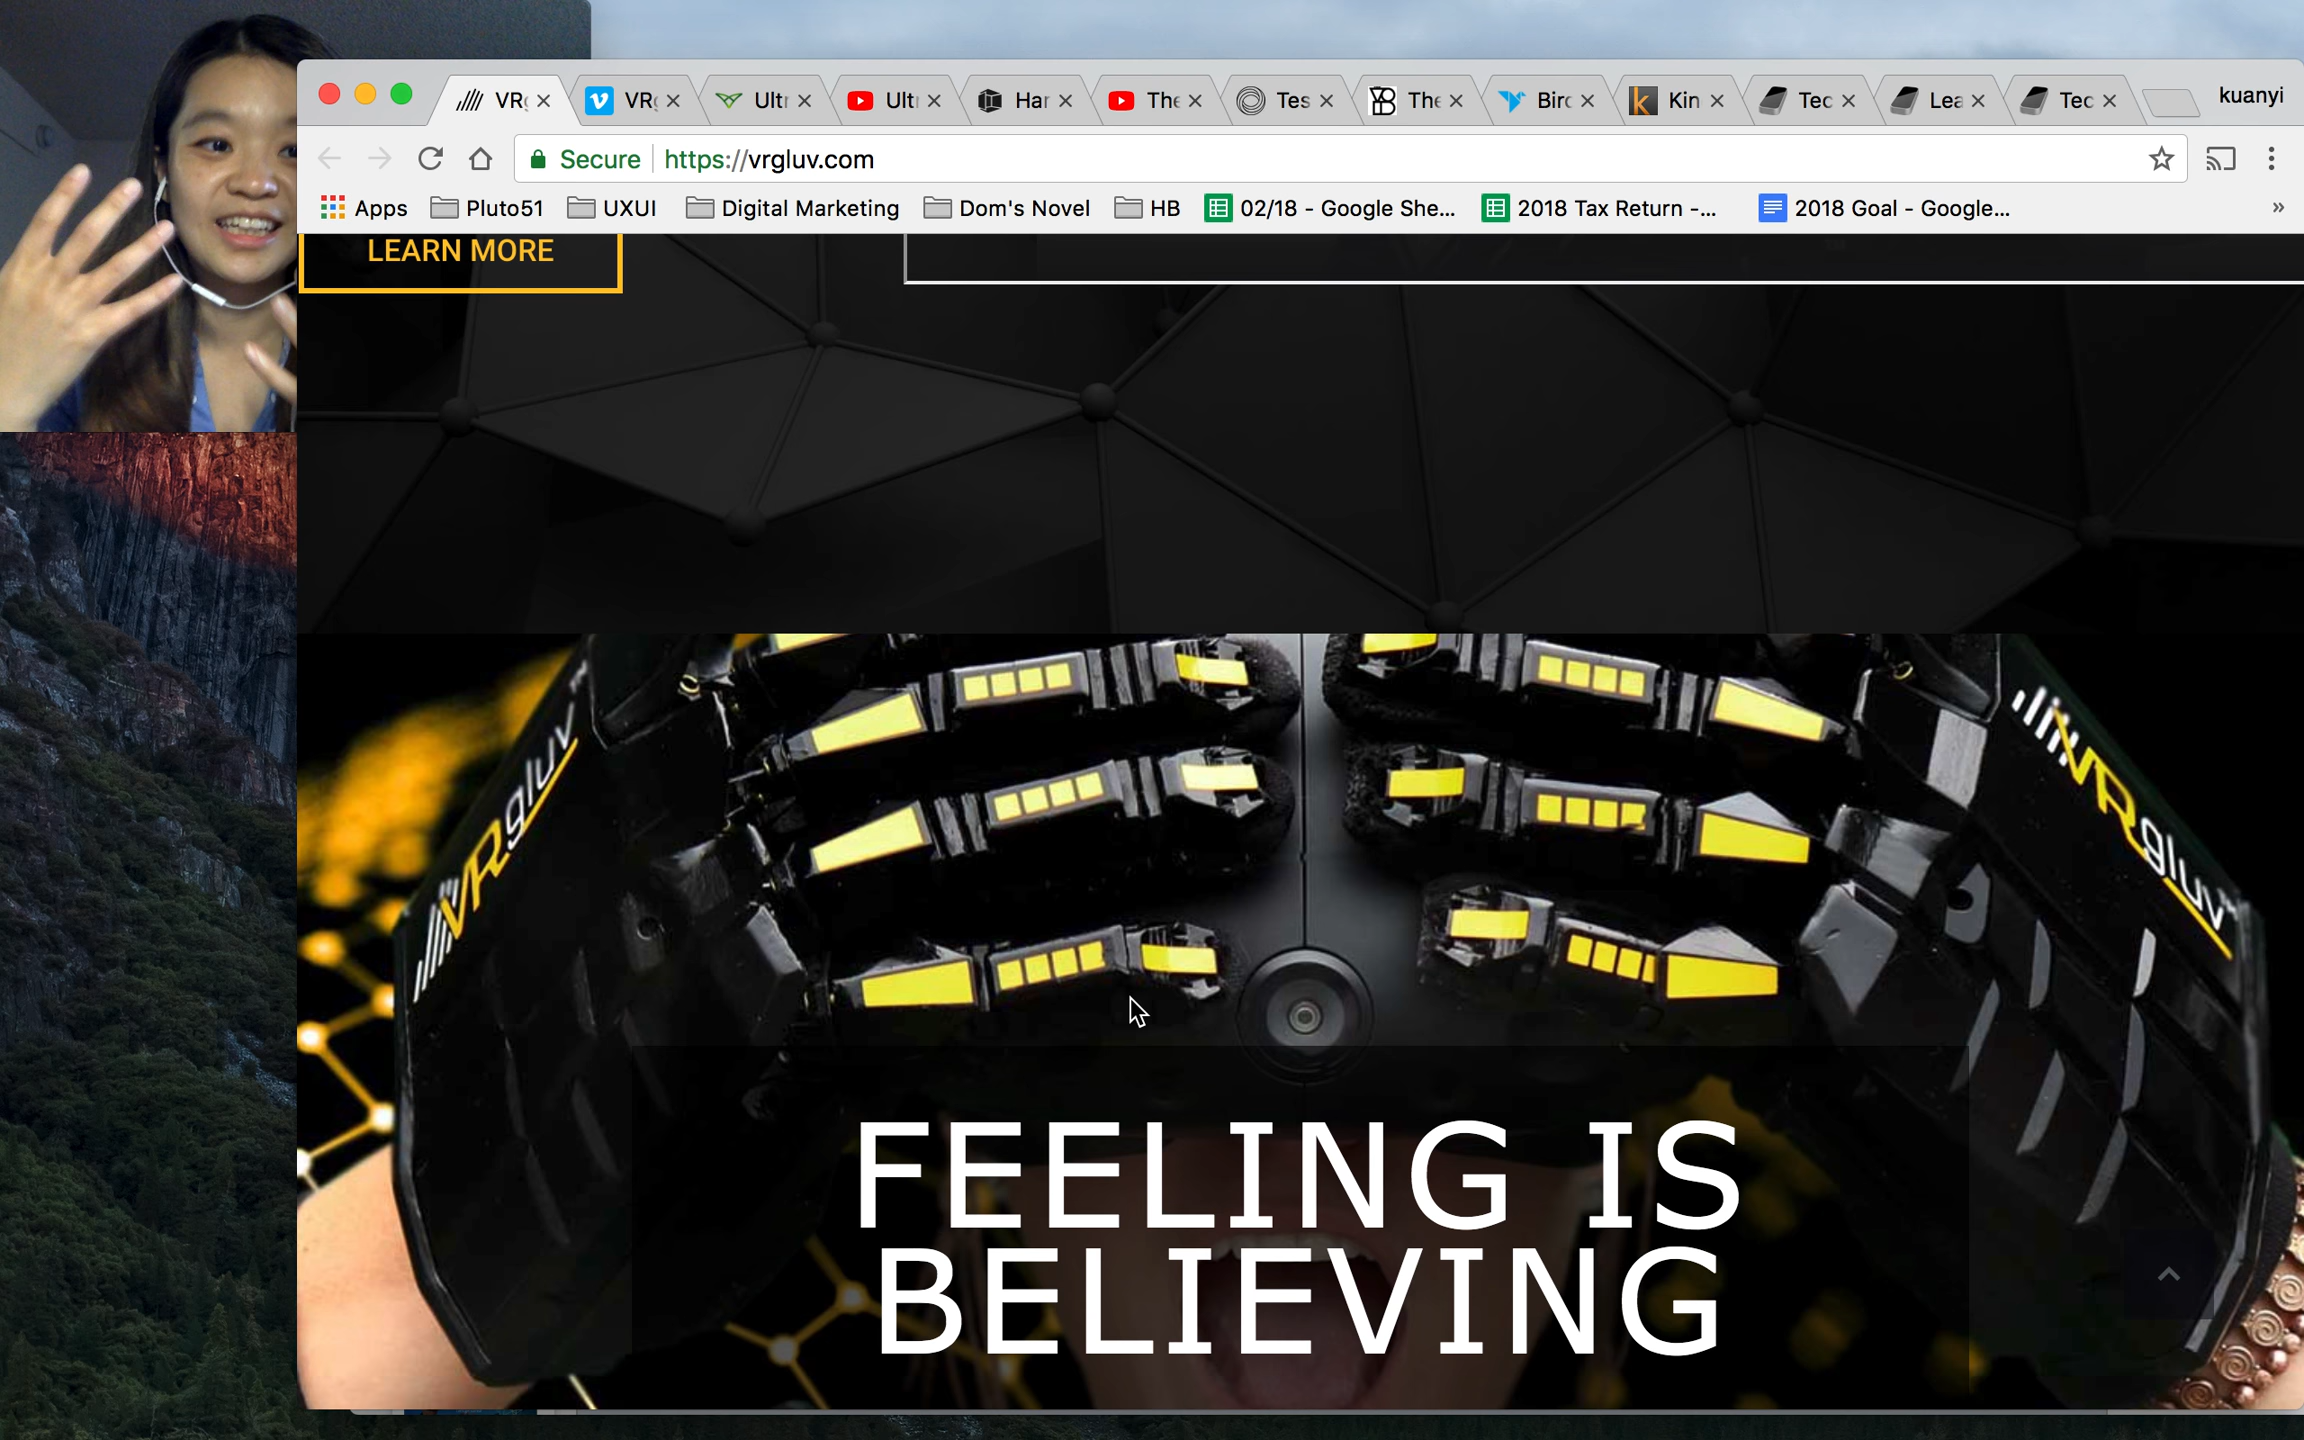 VR
VR
Ult
Ult
Har
The
Tes
The
Birc
Kin
Tec
Lea
Tec
kuanyi
Secure https://vrgluv.com
Apps Pluto51 UXUI Digital Marketing Dom's Novel HB 02/18 - Google She... 2018 Tax Return -... 2018 Goal - Google... »
LEARN MORE
VRgluv™
VRgluv™
FEELING IS
BELIEVING